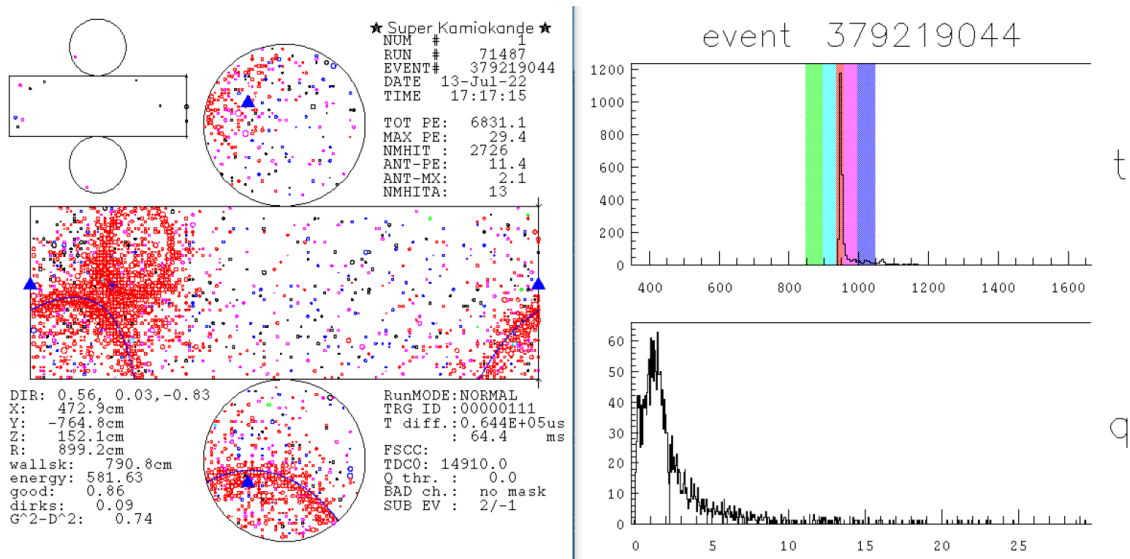 ★ Super Kamiokande ★
NUM # 1
RUN # 71487
EVENT# 379219044
DATE 13-Jul-22
TIME 17:17:15
TOT PE: 6831.1
MAX PE: 29.4
NMHIT : 2726
ANT-PE: 11.4
ANT-MX: 2.1
NMHITA: 13
DIR: 0.56, 0.03,-0.83
X: 472.9cm
Y: -764.8cm
Z: 152.1cm
R: 899.2cm
wallsk: 790.8cm
energy: 581.63
good: 0.86
dirks: 0.09
G^2-D^2: 0.74
RunMODE:NORMAL
TRG ID :00000111
T diff.:0.644E+05us
: 64.4 ms
FSCC:
TDC0: 14910.0
Q thr. : 0.0
BAD ch.: no mask
SUB EV : 2/-1
event 379219044
1200
1000
800
600
400
200
0
400 600 800 1000 1200 1400 1600
t
60
50
40
30
20
10
0
0 5 10 15 20 25
q